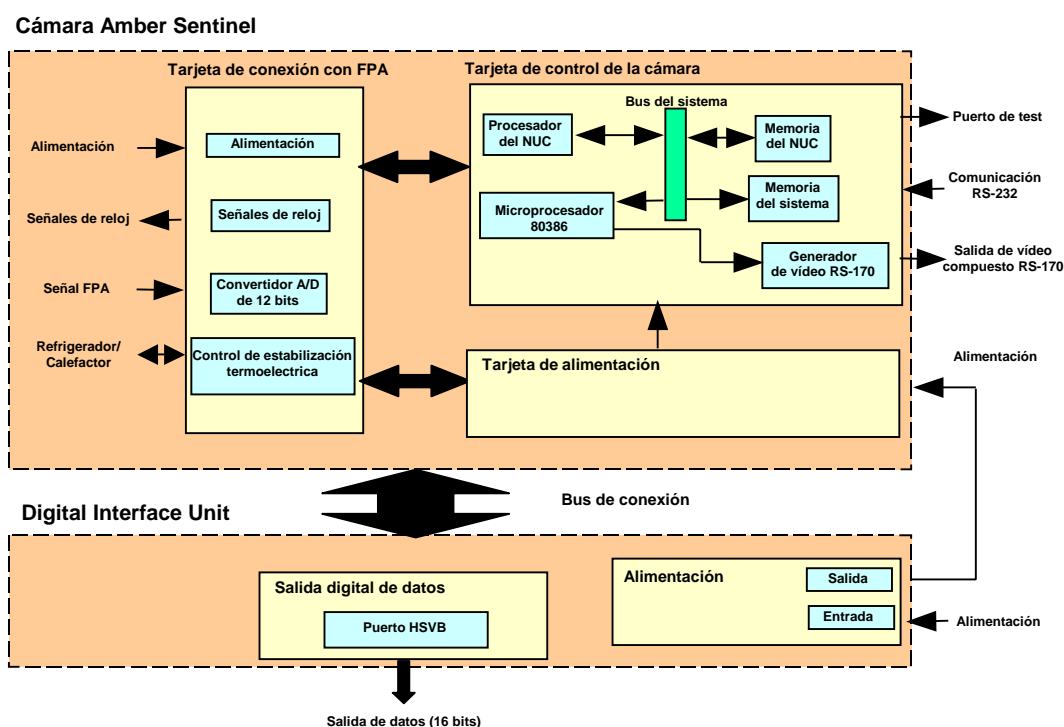 Cámara Amber Sentinel
Tarjeta de conexión con FPA
Tarjeta de control de la cámara
Alimentación
Señales de reloj
Señal FPA
Refrigerador/
Calefactor
Alimentación
Señales de reloj
Convertidor A/D
de 12 bits
Control de estabilización
termoelectrica
Bus del sistema
Procesador
del NUC
Memoria
del NUC
Microprocesador
80386
Memoria
del sistema
Generador
de vídeo RS-170
Puerto de test
Comunicación
RS-232
Salida de vídeo
compuesto RS-170
Tarjeta de alimentación
Alimentación
Bus de conexión
Digital Interface Unit
Salida digital de datos
Puerto HSVB
Alimentación
Salida
Entrada
Alimentación
Salida de datos (16 bits)